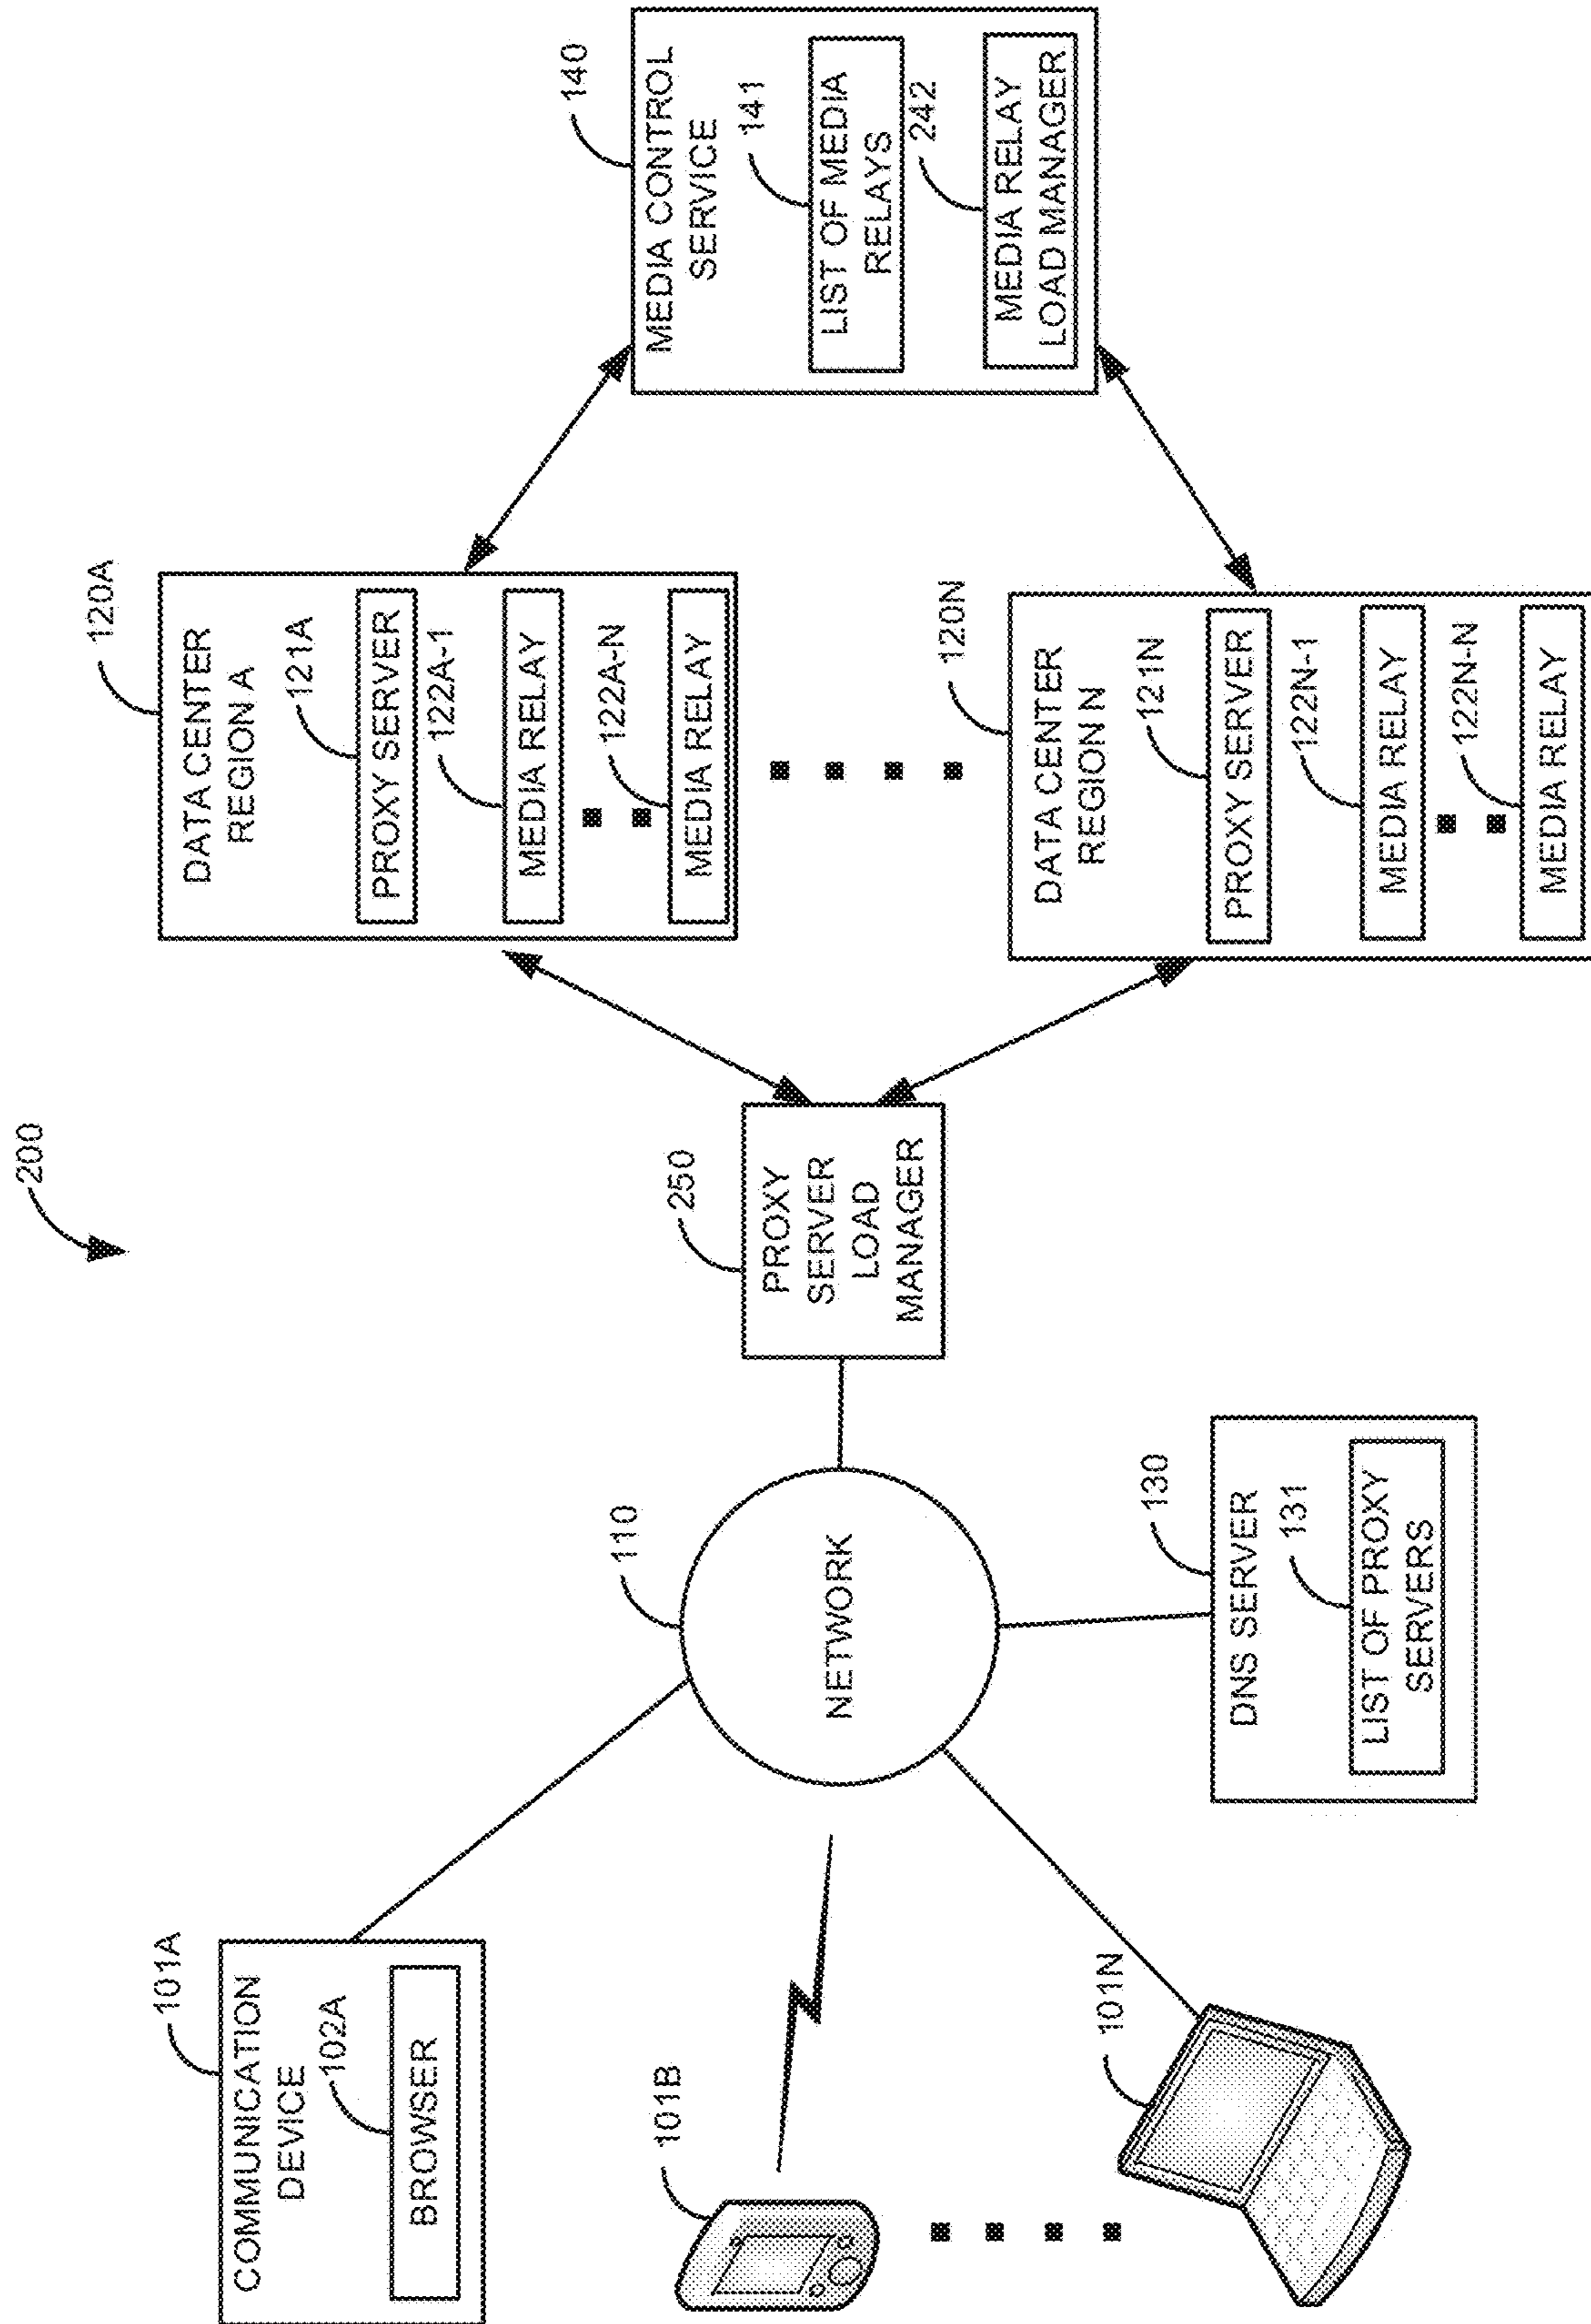 200
101A
COMMUNICATION
DEVICE
102A
BROWSER
101B
101N
110
NETWORK
130
DNS SERVER
131
LIST OF PROXY
SERVERS
250
PROXY
SERVER
LOAD
MANAGER
120A
DATA CENTER
REGION A
121A
PROXY SERVER
122A-1
MEDIA RELAY
122A-N
MEDIA RELAY
120N
DATA CENTER
REGION N
121N
PROXY SERVER
122N-1
MEDIA RELAY
122N-N
MEDIA RELAY
140
MEDIA CONTROL
SERVICE
141
LIST OF MEDIA
RELAYS
242
MEDIA RELAY
LOAD MANAGER